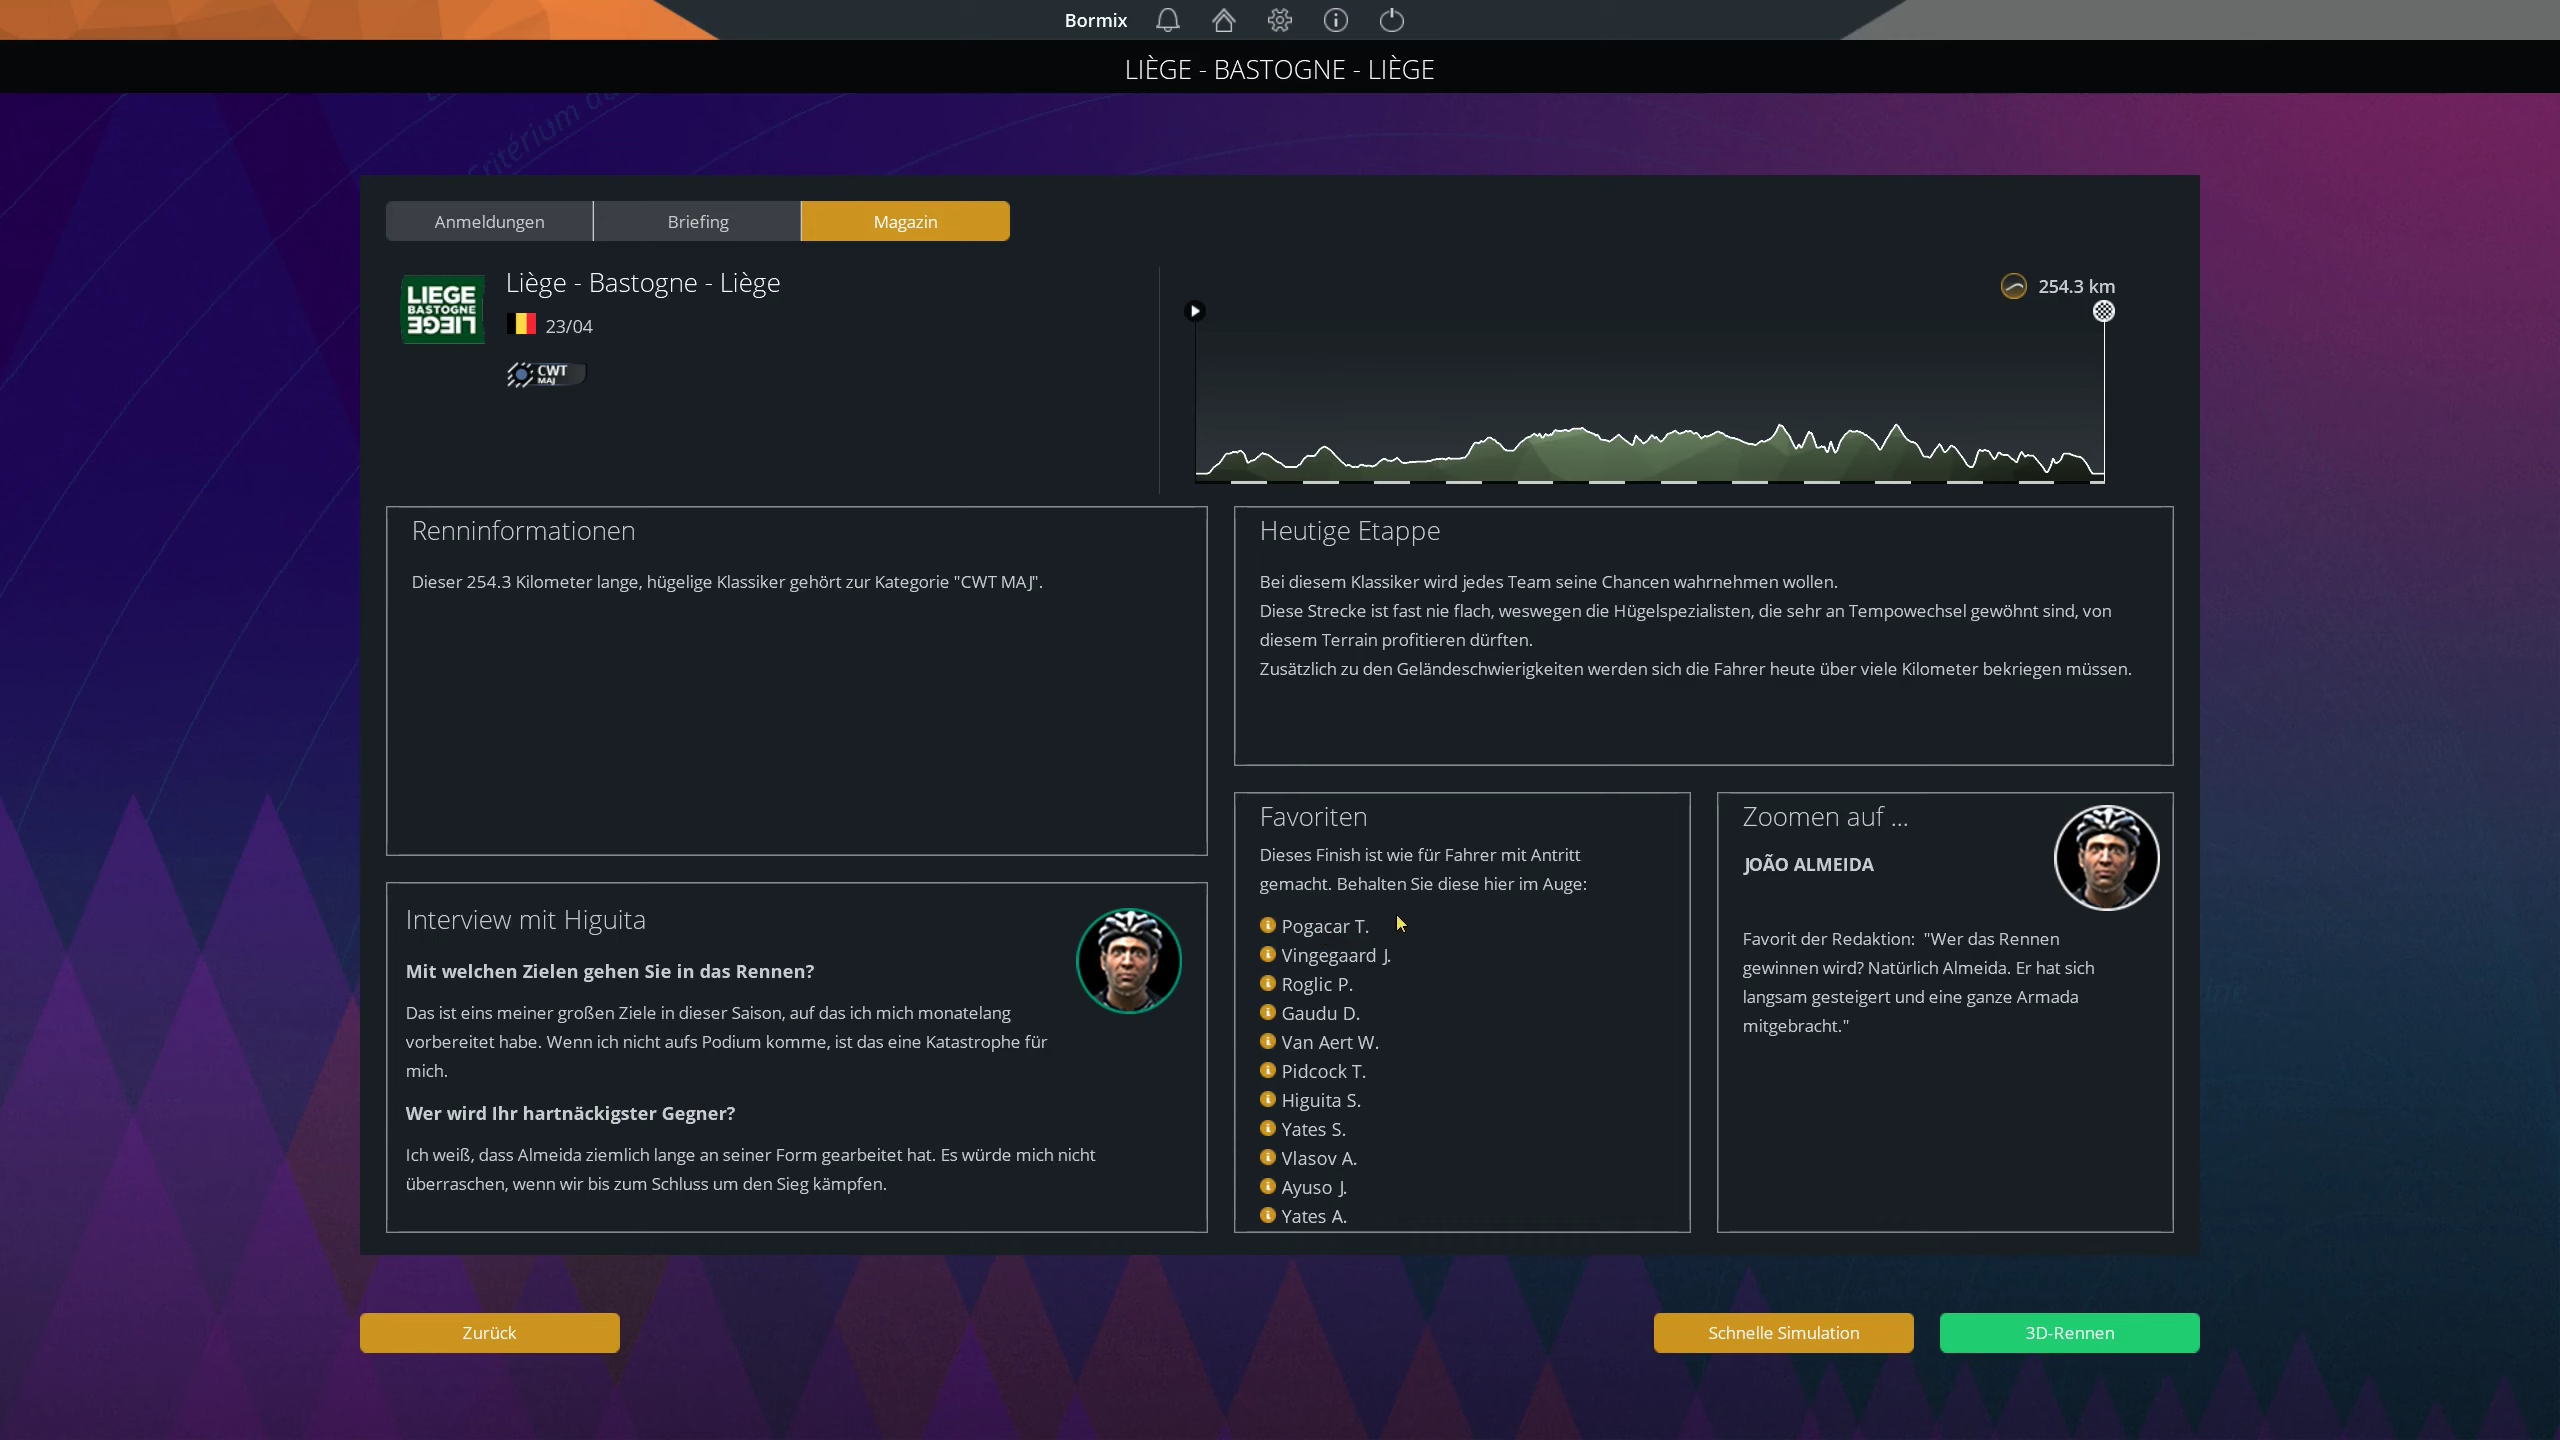 Bormix
LIÈGE - BASTOGNE - LIÈGE
Anmeldungen
Briefing
Magazin
LIEGE
BASTOGNE
LIEGE
Liège - Bastogne - Liège
23/04
CWT
MAJ
254.3 km
Renninformationen
Dieser 254.3 Kilometer lange, hügelige Klassiker gehört zur Kategorie "CWT MAJ".
Heutige Etappe
Bei diesem Klassiker wird jedes Team seine Chancen wahrnehmen wollen.
Diese Strecke ist fast nie flach, weswegen die Hügelspezialisten, die sehr an Tempowechsel gewöhnt sind, von
diesem Terrain profitieren dürften.
Zusätzlich zu den Geländeschwierigkeiten werden sich die Fahrer heute über viele Kilometer bekriegen müssen.
Interview mit Higuita
Mit welchen Zielen gehen Sie in das Rennen?
Das ist eins meiner großen Ziele in dieser Saison, auf das ich mich monatelang
vorbereitet habe. Wenn ich nicht aufs Podium komme, ist das eine Katastrophe für
mich.
Wer wird Ihr hartnäckigster Gegner?
Ich weiß, dass Almeida ziemlich lange an seiner Form gearbeitet hat. Es würde mich nicht
überraschen, wenn wir bis zum Schluss um den Sieg kämpfen.
Favoriten
Dieses Finish ist wie für Fahrer mit Antritt
gemacht. Behalten Sie diese hier im Auge:
Pogacar T.
Vingegaard J.
Roglic P.
Gaudu D.
Van Aert W.
Pidcock T.
Higuita S.
Yates S.
Vlasov A.
Ayuso J.
Yates A.
Zoomen auf ...
JOÃO ALMEIDA
Favorit der Redaktion: "Wer das Rennen
gewinnen wird? Natürlich Almeida. Er hat sich
langsam gesteigert und eine ganze Armada
mitgebracht."
Zurück
Schnelle Simulation
3D-Rennen